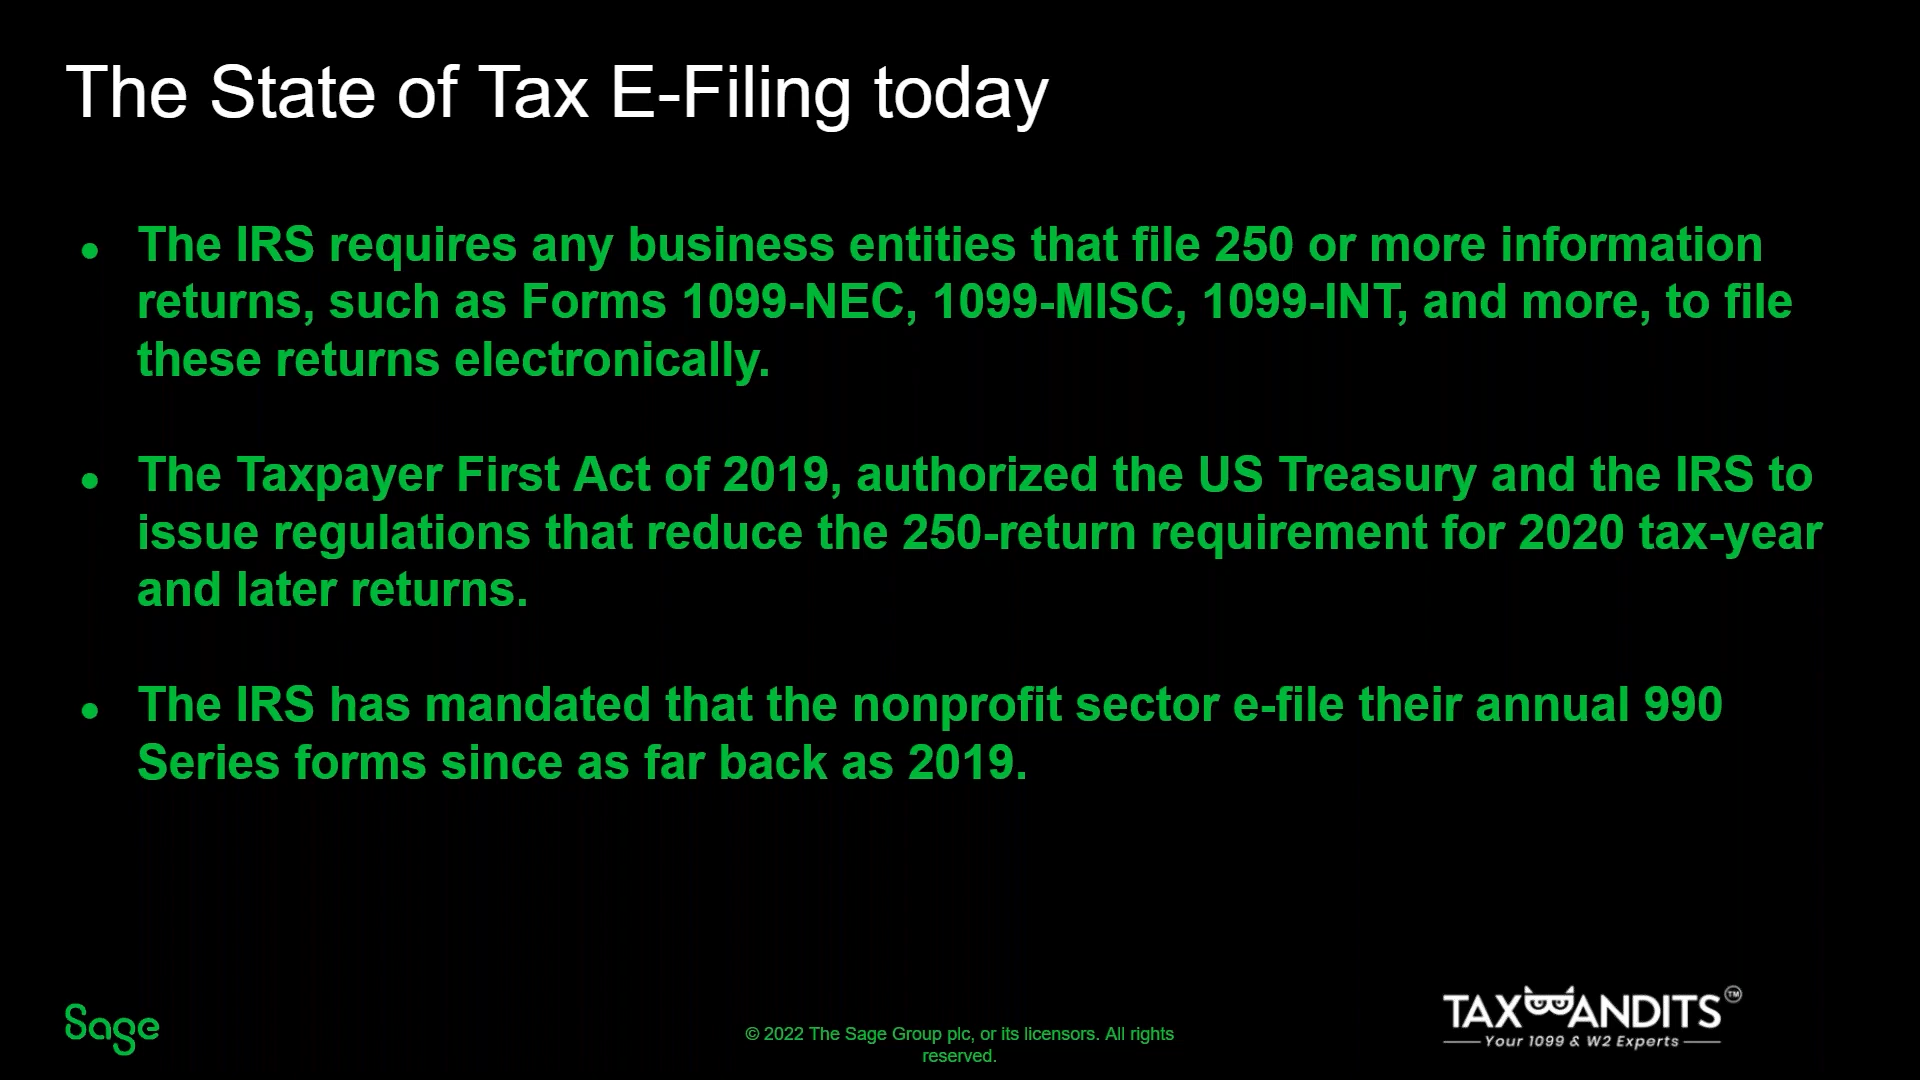 The State of Tax E-Filing today
● The IRS requires any business entities that file 250 or more information
returns, such as Forms 1099-NEC, 1099-MISC, 1099-INT, and more, to file
these returns electronically.
● The Taxpayer First Act of 2019, authorized the US Treasury and the IRS to
issue regulations that reduce the 250-return requirement for 2020 tax-year
and later returns.
● The IRS has mandated that the nonprofit sector e-file their annual 990
Series forms since as far back as 2019.
Sage
© 2022 The Sage Group plc, or its licensors. All rights
reserved.
TAXBANDITS™
Your 1099 & W2 Experts